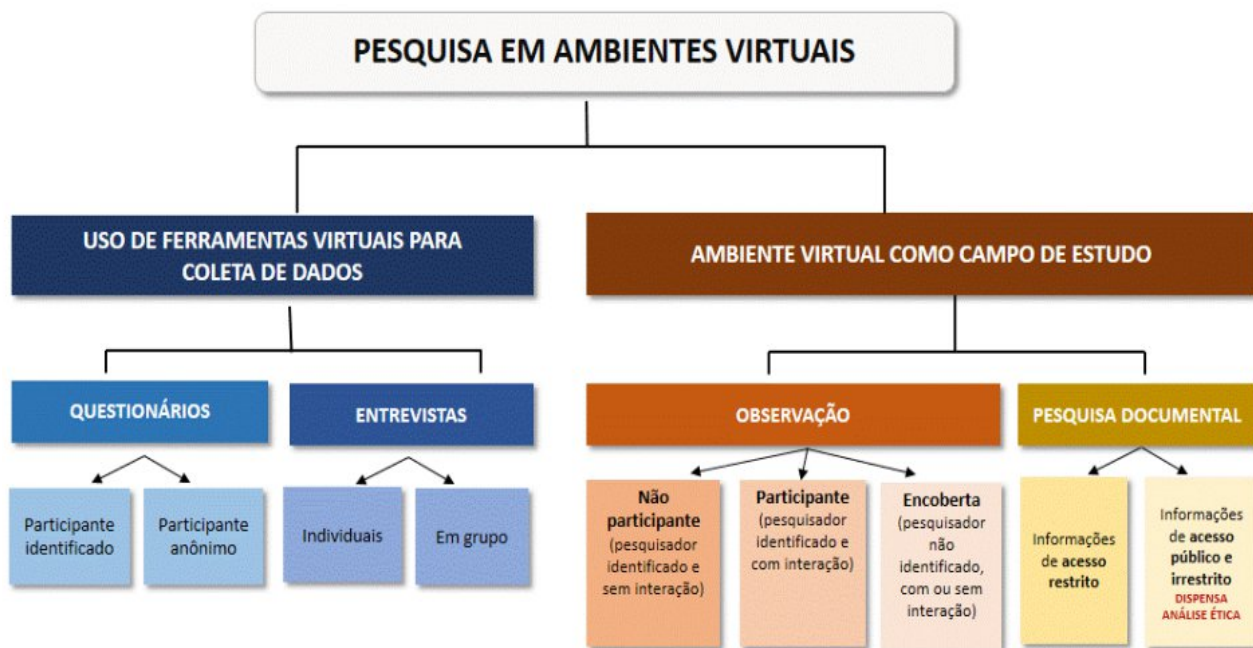 PESQUISA EM AMBIENTES VIRTUAIS
USO DE FERRAMENTAS VIRTUAIS PARA
COLETA DE DADOS
AMBIENTE VIRTUAL COMO CAMPO DE ESTUDO
QUESTIONÁRIOS
ENTREVISTAS
OBSERVAÇÃO
PESQUISA DOCUMENTAL
Participante
identificado
Participante
anônimo
Individuais
Em grupo
Não
participante
(pesquisador
identificado e
sem interação)
Participante
(pesquisador
identificado e
com interação)
Encoberta
(pesquisador
não
identificado,
com ou sem
interação)
Informações
de acesso
restrito
Informações
de acesso
público e
irrestrito
DISPENSA
ANÁLISE ÉTICA